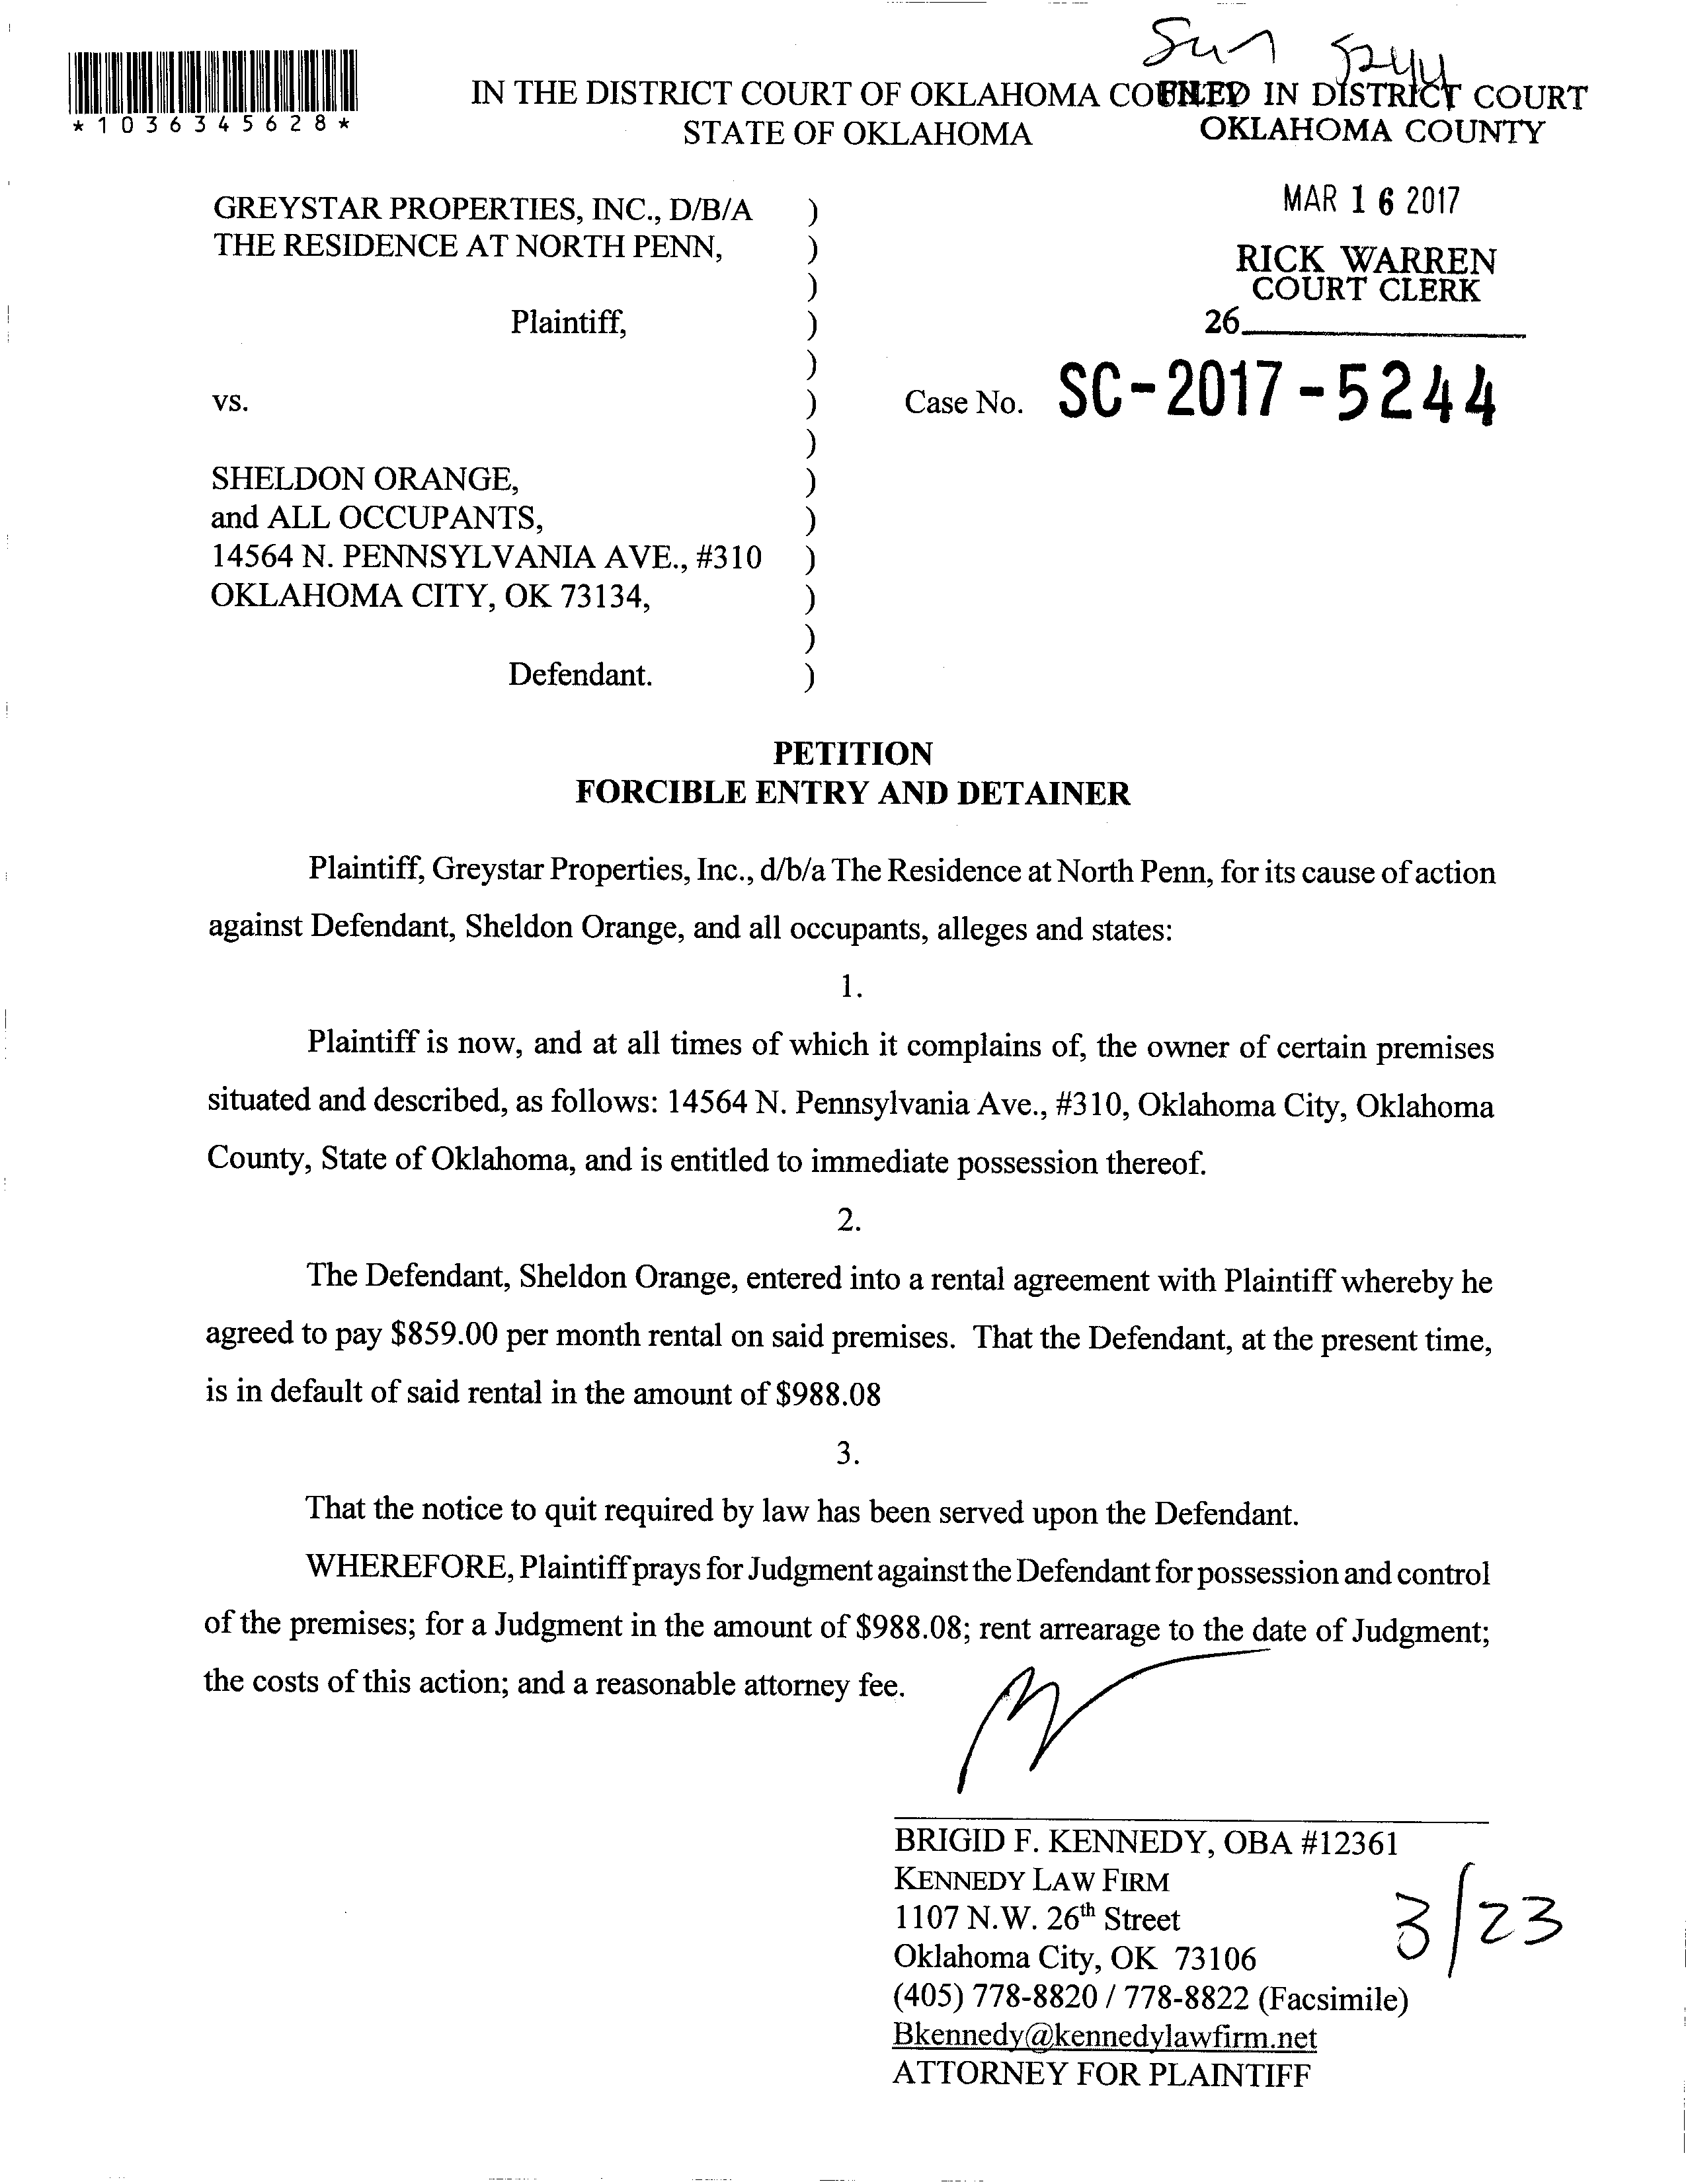 Sun 5244
*1036345628*
IN THE DISTRICT COURT OF OKLAHOMA COUNTY
STATE OF OKLAHOMA
FILED IN DISTRICT COURT
OKLAHOMA COUNTY
MAR 16 2017
RICK WARREN
COURT CLERK
26
GREYSTAR PROPERTIES, INC., D/B/A )
THE RESIDENCE AT NORTH PENN, )
)
Plaintiff, )
)
vs. ) Case No. SC-2017-5244
)
SHELDON ORANGE, )
and ALL OCCUPANTS, )
14564 N. PENNSYLVANIA AVE., #310 )
OKLAHOMA CITY, OK 73134, )
)
Defendant. )
PETITION
FORCIBLE ENTRY AND DETAINER
Plaintiff, Greystar Properties, Inc., d/b/a The Residence at North Penn, for its cause of action
against Defendant, Sheldon Orange, and all occupants, alleges and states:
1.
Plaintiff is now, and at all times of which it complains of, the owner of certain premises
situated and described, as follows: 14564 N. Pennsylvania Ave., #310, Oklahoma City, Oklahoma
County, State of Oklahoma, and is entitled to immediate possession thereof.
2.
The Defendant, Sheldon Orange, entered into a rental agreement with Plaintiff whereby he
agreed to pay $859.00 per month rental on said premises. That the Defendant, at the present time,
is in default of said rental in the amount of $988.08
3.
That the notice to quit required by law has been served upon the Defendant.
WHEREFORE, Plaintiff prays for Judgment against the Defendant for possession and control
of the premises; for a Judgment in the amount of $988.08; rent arrearage to the date of Judgment;
the costs of this action; and a reasonable attorney fee.
BRIGID F. KENNEDY, OBA #12361
KENNEDY LAW FIRM
1107 N.W. 26th Street
Oklahoma City, OK 73106
(405) 778-8820 / 778-8822 (Facsimile)
Bkennedy@kennedylawfirm.net
ATTORNEY FOR PLAINTIFF
3/23